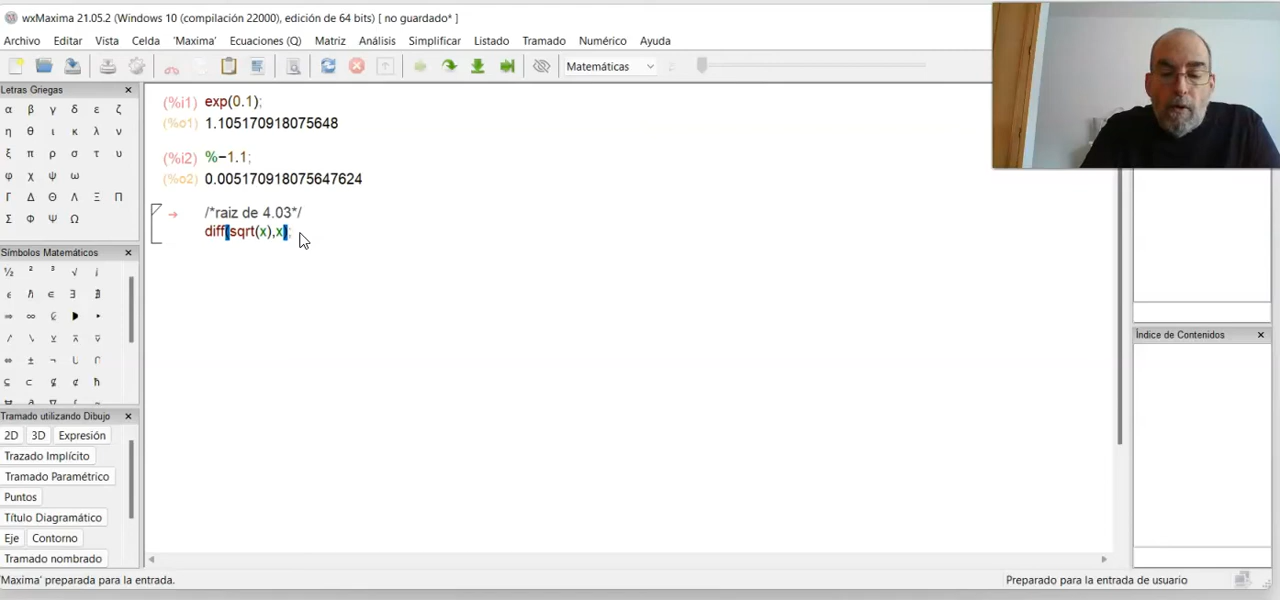 wxMaxima 21.05.2 (Windows 10 (compilación 22000), edición de 64 bits) [ no guardado* ]
Archivo Editar Vista Celda 'Maxima' Ecuaciones (Q) Matriz Análisis Simplificar Listado Tramado Numérico Ayuda
Matemáticas
Letras Griegas
α β γ δ ε ζ
η θ ι κ λ ν
ξ π ρ σ τ υ
φ χ ψ ω
Γ Δ Θ Λ Ξ Π
Σ Φ Ψ Ω
Símbolos Matemáticos
½ ² ³ √ i
ϵ ℏ ∈ ∃ ∄
⇒ ∞
⇔ ± ¬ ∪ ∩
⊆ ⊂ ⊈ ⊄ ħ
Tramado utilizando Dibujo
2D 3D Expresión
Trazado Implícito
Tramado Paramétrico
Puntos
Título Diagramático
Eje Contorno
Tramado nombrado
(%i1) exp(0.1);
(%o1) 1.105170918075648
(%i2) %−1.1;
(%o2) 0.005170918075647624
/*raiz de 4.03*/
diff(sqrt(x),x);
Índice de Contenidos
'Maxima' preparada para la entrada.
Preparado para la entrada de usuario